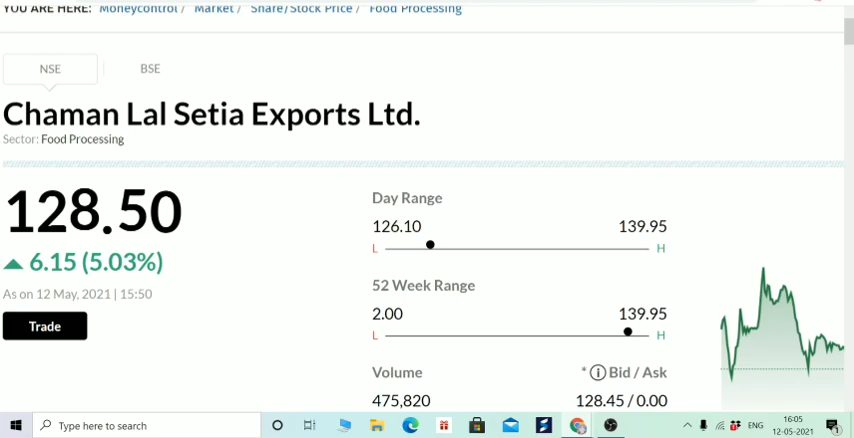 YOU ARE HERE: Moneycontrol / Market / Share/Stock Price / Food Processing
NSE BSE
Chaman Lal Setia Exports Ltd.
Sector: Food Processing
128.50
6.15 (5.03%)
As on 12 May, 2021 | 15:50
Trade
Day Range
126.10 139.95
L H
52 Week Range
2.00 139.95
L H
Volume * i Bid / Ask
475,820 128.45 / 0.00
Type here to search
ENG
16:05
12-05-2021
1